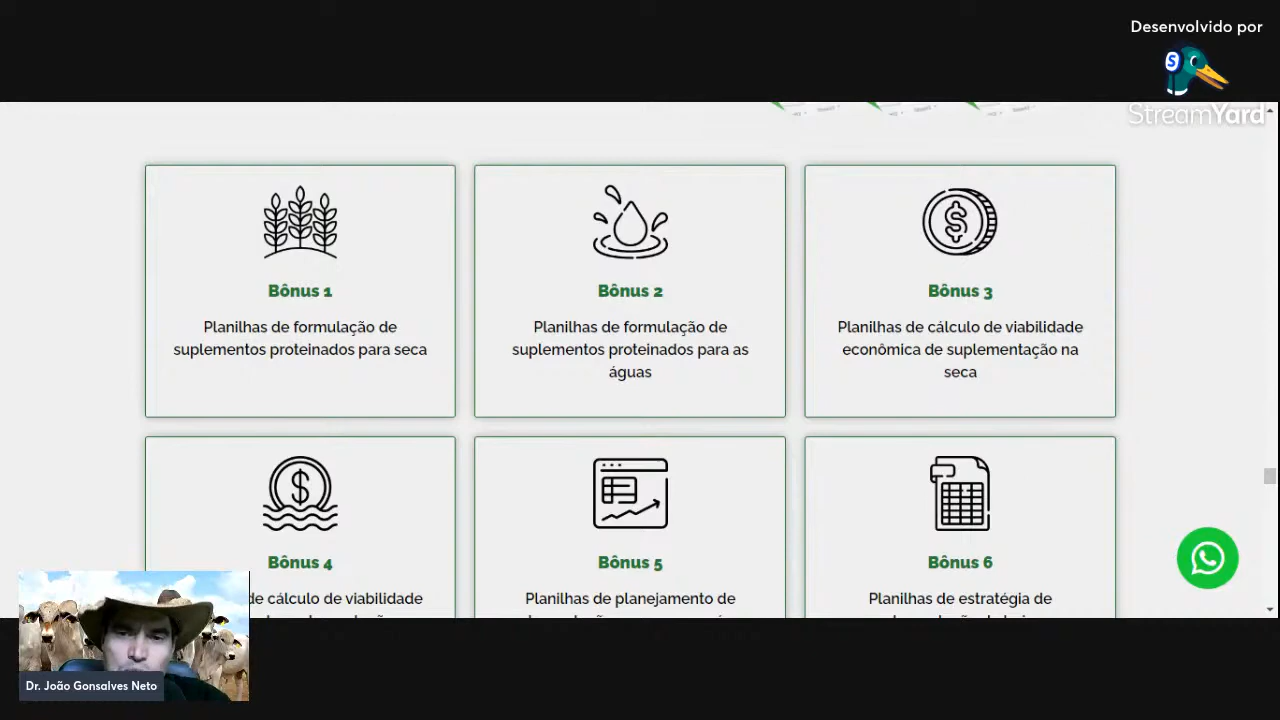 Desenvolvido por
StreamYard
Bônus 1
Planilhas de formulação de
suplementos proteinados para seca
Bônus 2
Planilhas de formulação de
suplementos proteinados para as
águas
Bônus 3
Planilhas de cálculo de viabilidade
econômica de suplementação na
seca
Bônus 4
de cálculo de viabilidade
Bônus 5
Planilhas de planejamento de
Bônus 6
Planilhas de estratégia de
Dr. João Gonsalves Neto